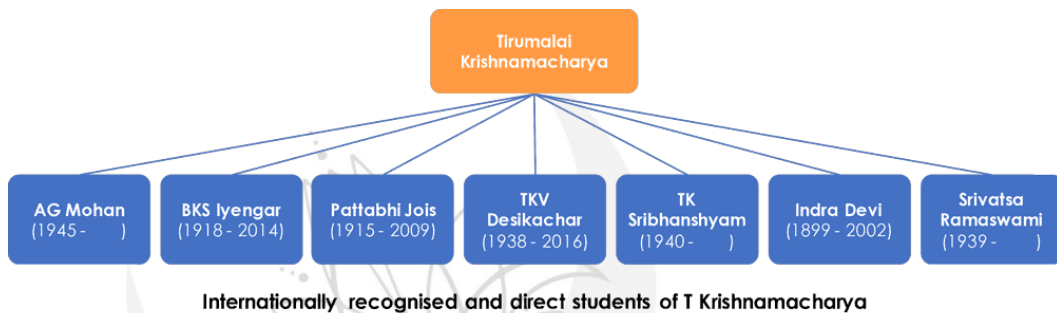 Tirumalai
Krishnamacharya
AG Mohan
(1945 - )
BKS Iyengar
(1918 - 2014)
Pattabhi Jois
(1915 - 2009)
TKV
Desikachar
(1938 - 2016)
TK
Sribhanshyam
(1940 - )
Indra Devi
(1899 - 2002)
Srivatsa
Ramaswami
(1939 - )
Internationally recognised and direct students of T Krishnamacharya